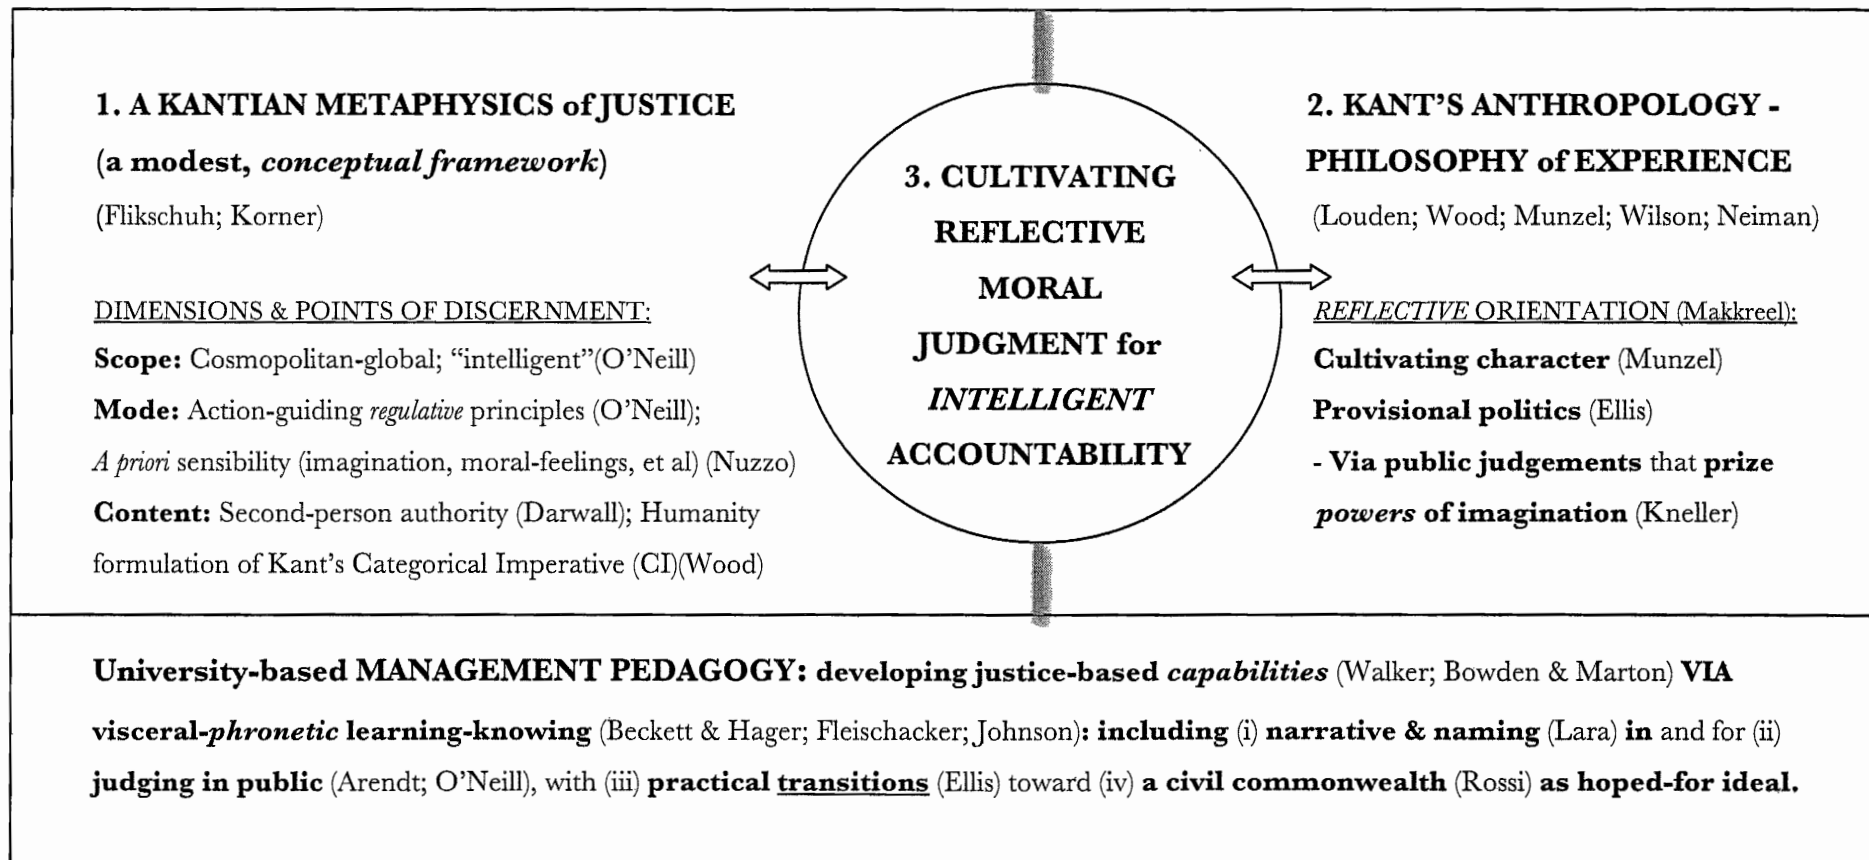 1. A KANTIAN METAPHYSICS of JUSTICE
(a modest, conceptual framework)
(Flikschuh; Korner)
DIMENSIONS & POINTS OF DISCERNMENT:
Scope: Cosmopolitan-global; “intelligent”(O’Neill)
Mode: Action-guiding regulative principles (O’Neill);
A priori sensibility (imagination, moral-feelings, et al) (Nuzzo)
Content: Second-person authority (Darwall); Humanity
formulation of Kant’s Categorical Imperative (CI)(Wood)
3. CULTIVATING
REFLECTIVE
MORAL
JUDGMENT for
INTELLIGENT
ACCOUNTABILITY
2. KANT’S ANTHROPOLOGY -
PHILOSOPHY of EXPERIENCE
(Louden; Wood; Munzel; Wilson; Neiman)
REFLECTIVE ORIENTATION (Makkreel):
Cultivating character (Munzel)
Provisional politics (Ellis)
- Via public judgements that prize
powers of imagination (Kneller)
University-based MANAGEMENT PEDAGOGY: developing justice-based capabilities (Walker; Bowden & Marton) VIA
visceral-phronetic learning-knowing (Beckett & Hager; Fleischacker; Johnson): including (i) narrative & naming (Lara) in and for (ii)
judging in public (Arendt; O’Neill), with (iii) practical transitions (Ellis) toward (iv) a civil commonwealth (Rossi) as hoped-for ideal.